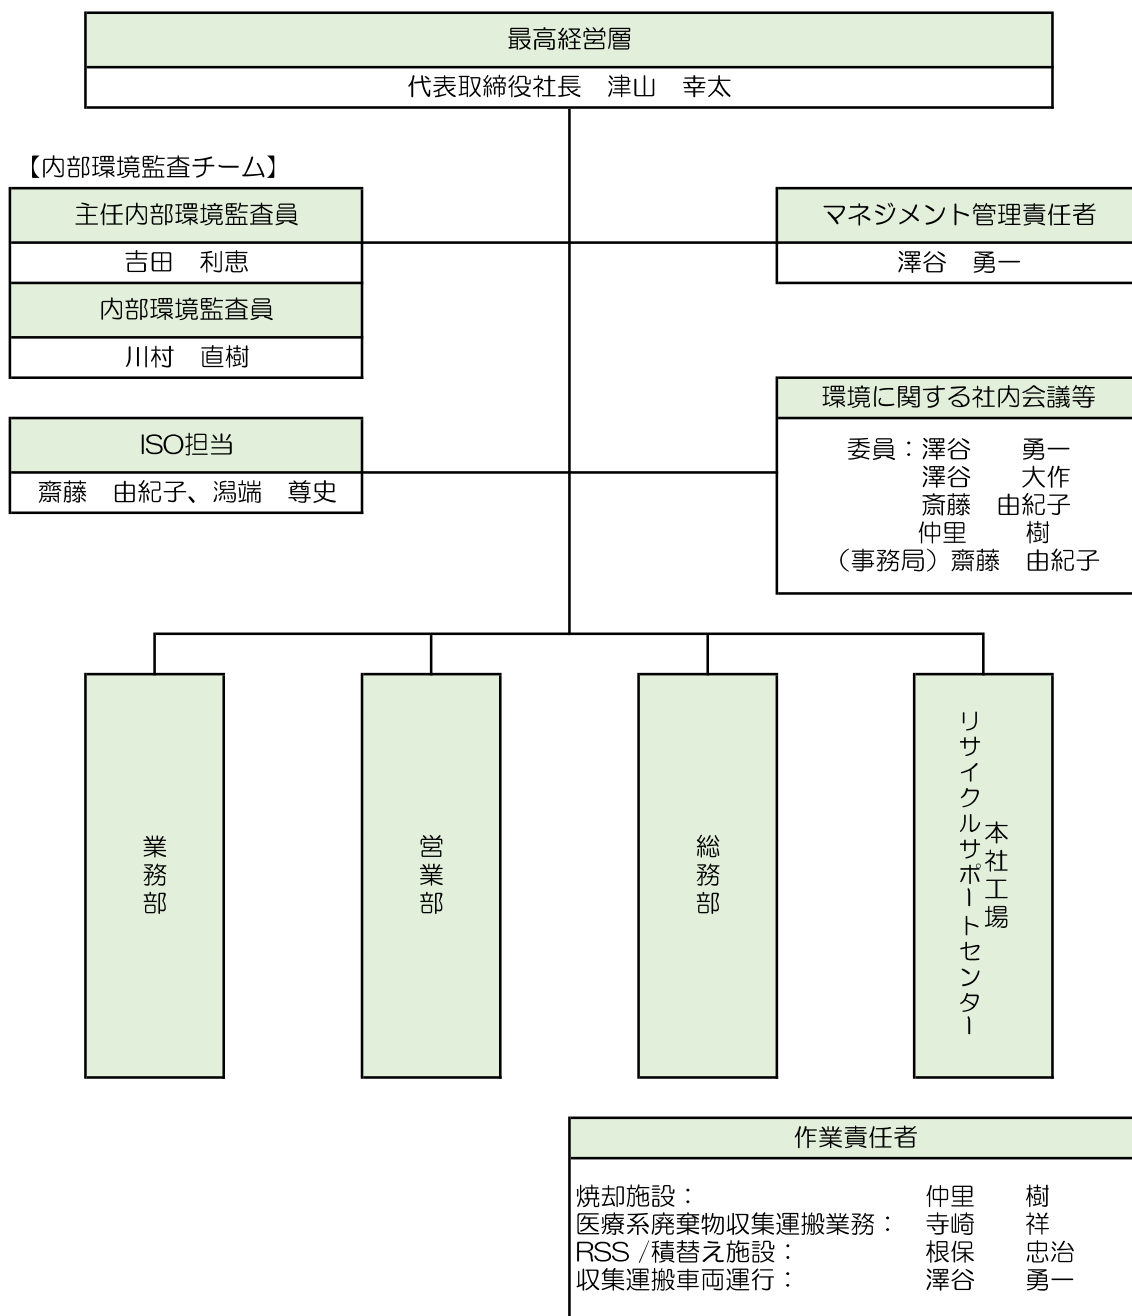 最高経営層
代表取締役社長　津山　幸太
【内部環境監査チーム】
主任内部環境監査員
吉田　利恵
内部環境監査員
川村　直樹
マネジメント管理責任者
澤谷　勇一
ISO担当
齋藤　由紀子、潟端　尊史
環境に関する社内会議等
委員：澤谷　　勇一
澤谷　　大作
斎藤　由紀子
仲里　　樹
（事務局）齋藤　由紀子
業務部
営業部
総務部
本社工場
リサイクルサポートセンター
作業責任者
焼却施設：　仲里　　樹
医療系廃棄物収集運搬業務：　寺崎　　祥
RSS /積替え施設：　根保　　忠治
収集運搬車両運行：　澤谷　　勇一